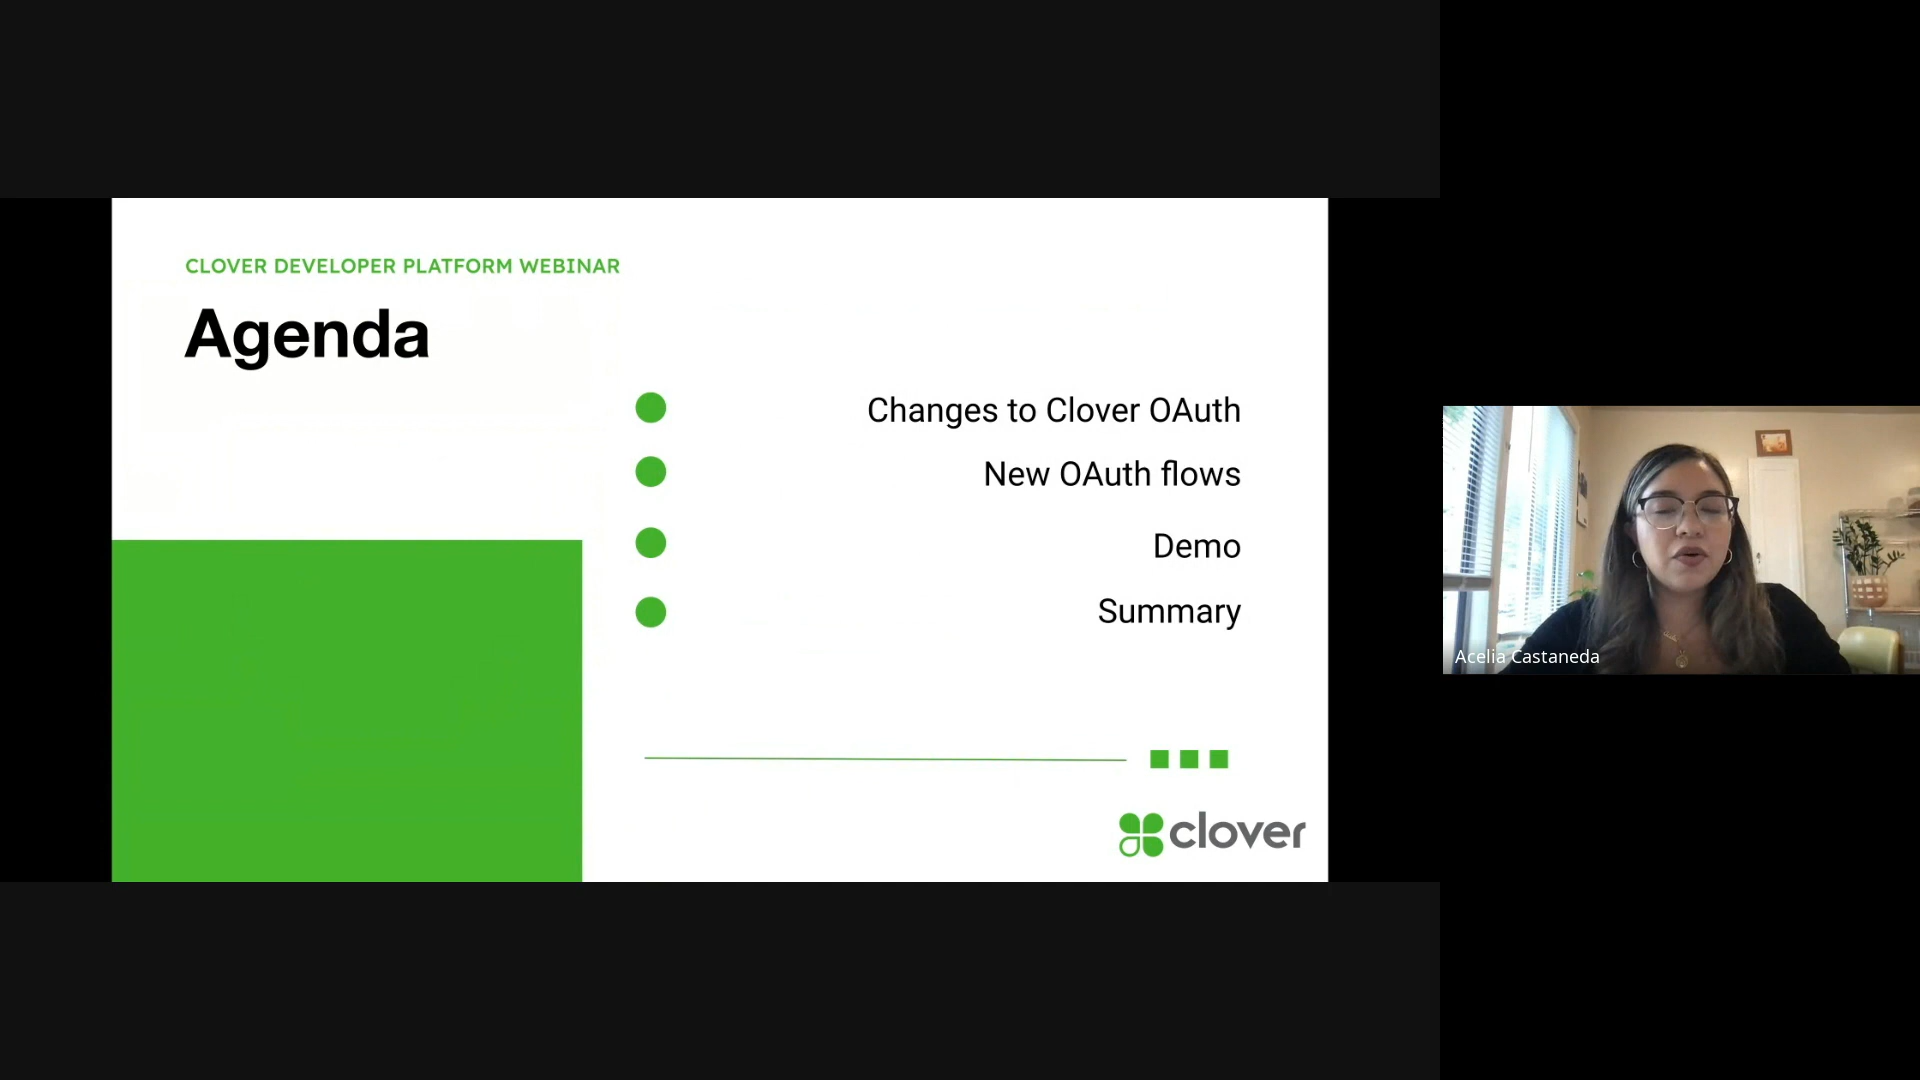 CLOVER DEVELOPER PLATFORM WEBINAR
Agenda
Changes to Clover OAuth
New OAuth flows
Demo
Summary
clover
Acelia Castaneda